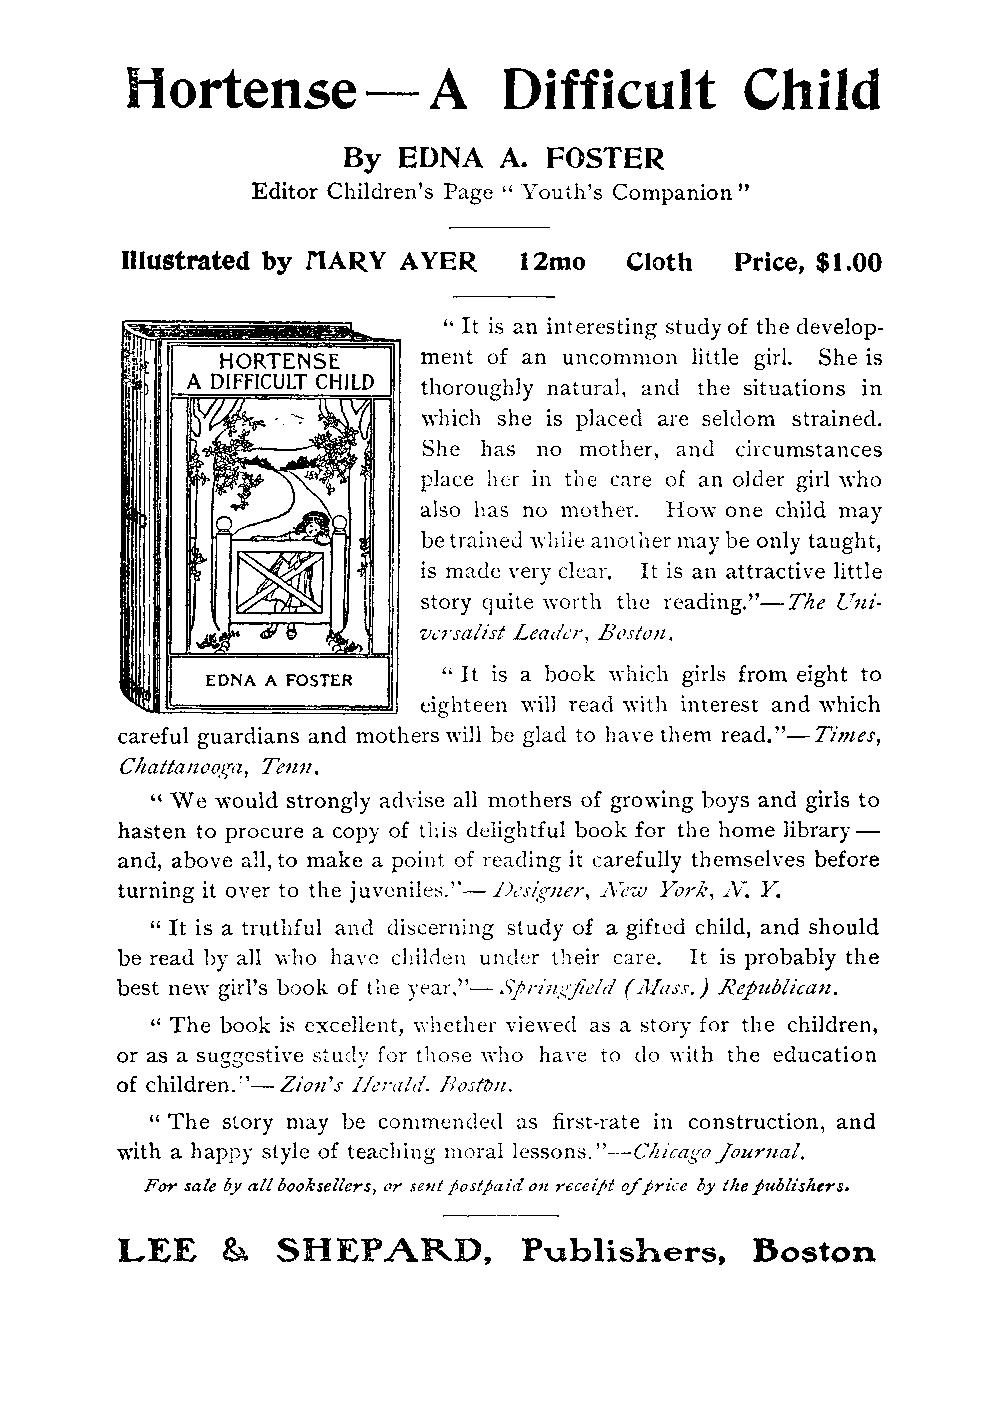 Hortense — A Difficult Child
By EDNA A. FOSTER
Editor Children's Page " Youth's Companion "
Illustrated by MARY AYER 12mo Cloth Price, $1.00
HORTENSE
A DIFFICULT CHILD
EDNA A FOSTER
" It is an interesting study of the develop-
ment of an uncommon little girl. She is
thoroughly natural, and the situations in
which she is placed are seldom strained.
She has no mother, and circumstances
place her in the care of an older girl who
also has no mother. How one child may
be trained while another may be only taught,
is made very clear. It is an attractive little
story quite worth the reading."—The Uni-
versalist Leader, Boston.
" It is a book which girls from eight to
eighteen will read with interest and which
careful guardians and mothers will be glad to have them read."—Times,
Chattanooga, Tenn.
" We would strongly advise all mothers of growing boys and girls to
hasten to procure a copy of this delightful book for the home library —
and, above all, to make a point of reading it carefully themselves before
turning it over to the juveniles."— Designer, New York, N. Y.
" It is a truthful and discerning study of a gifted child, and should
be read by all who have childen under their care. It is probably the
best new girl's book of the year."— Springfield (Mass.) Republican.
" The book is excellent, whether viewed as a story for the children,
or as a suggestive study for those who have to do with the education
of children."— Zion's Herald. Boston.
" The story may be commended as first-rate in construction, and
with a happy style of teaching moral lessons."—Chicago Journal.
For sale by all booksellers, or sent postpaid on receipt of price by the publishers.
LEE & SHEPARD, Publishers, Boston